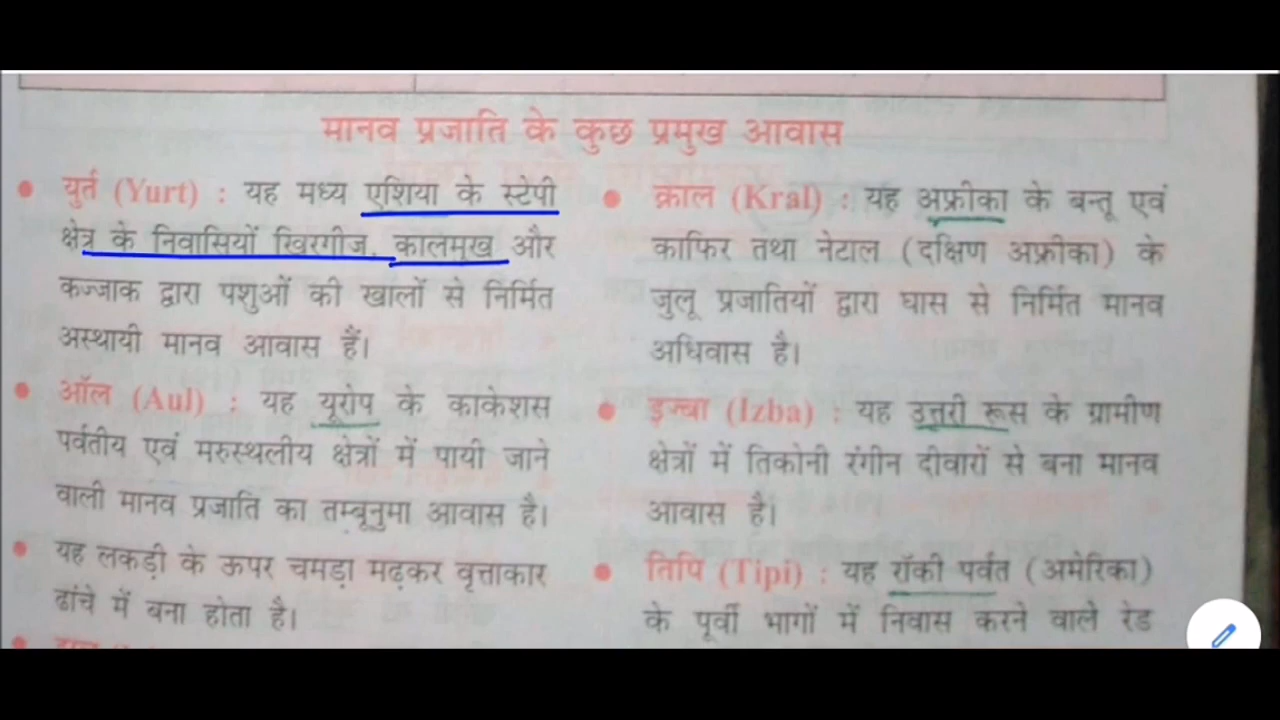 मानव प्रजाति के कुछ प्रमुख आवास
• युर्त (Yurt) : यह मध्य एशिया के स्टेपी
क्षेत्र के निवासियों खिरगीज, कालमुख और
कज्जाक द्वारा पशुओं की खालों से निर्मित
अस्थायी मानव आवास हैं।
• ऑल (Aul) : यह यूरोप के काकेशस
पर्वतीय एवं मरुस्थलीय क्षेत्रों में पायी जाने
वाली मानव प्रजाति का तम्बूनुमा आवास है।
• यह लकड़ी के ऊपर चमड़ा मढ़कर वृत्ताकार
ढांचे में बना होता है।
• क्राल (Kral) : यह अफ्रीका के बन्तू एवं
काफिर तथा नेटाल (दक्षिण अफ्रीका) के
जुलू प्रजातियों द्वारा घास से निर्मित मानव
अधिवास है।
• इज्बा (Izba) : यह उत्तरी रूस के ग्रामीण
क्षेत्रों में तिकोनी रंगीन दीवारों से बना मानव
आवास है।
• तिपि (Tipi) : यह रॉकी पर्वत (अमेरिका)
के पूर्वी भागों में निवास करने वाले रेड